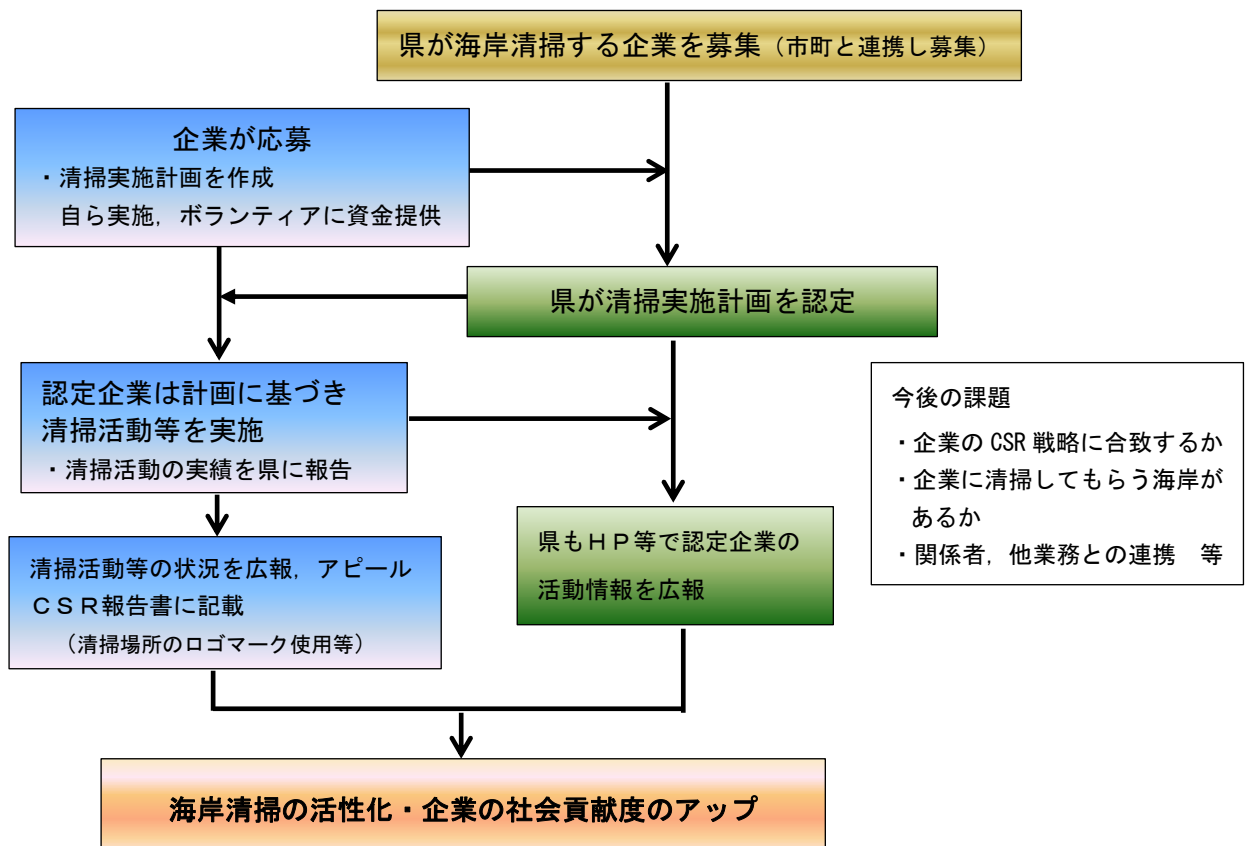 県が海岸清掃する企業を募集（市町と連携し募集）
企業が応募
・清掃実施計画を作成
自ら実施，ボランティアに資金提供
県が清掃実施計画を認定
認定企業は計画に基づき
清掃活動等を実施
・清掃活動の実績を県に報告
今後の課題
・企業の CSR 戦略に合致するか
・企業に清掃してもらう海岸が
あるか
・関係者，他業務との連携　等
清掃活動等の状況を広報，アピール
ＣＳＲ報告書に記載
（清掃場所のロゴマーク使用等）
県もＨＰ等で認定企業の
活動情報を広報
海岸清掃の活性化・企業の社会貢献度のアップ